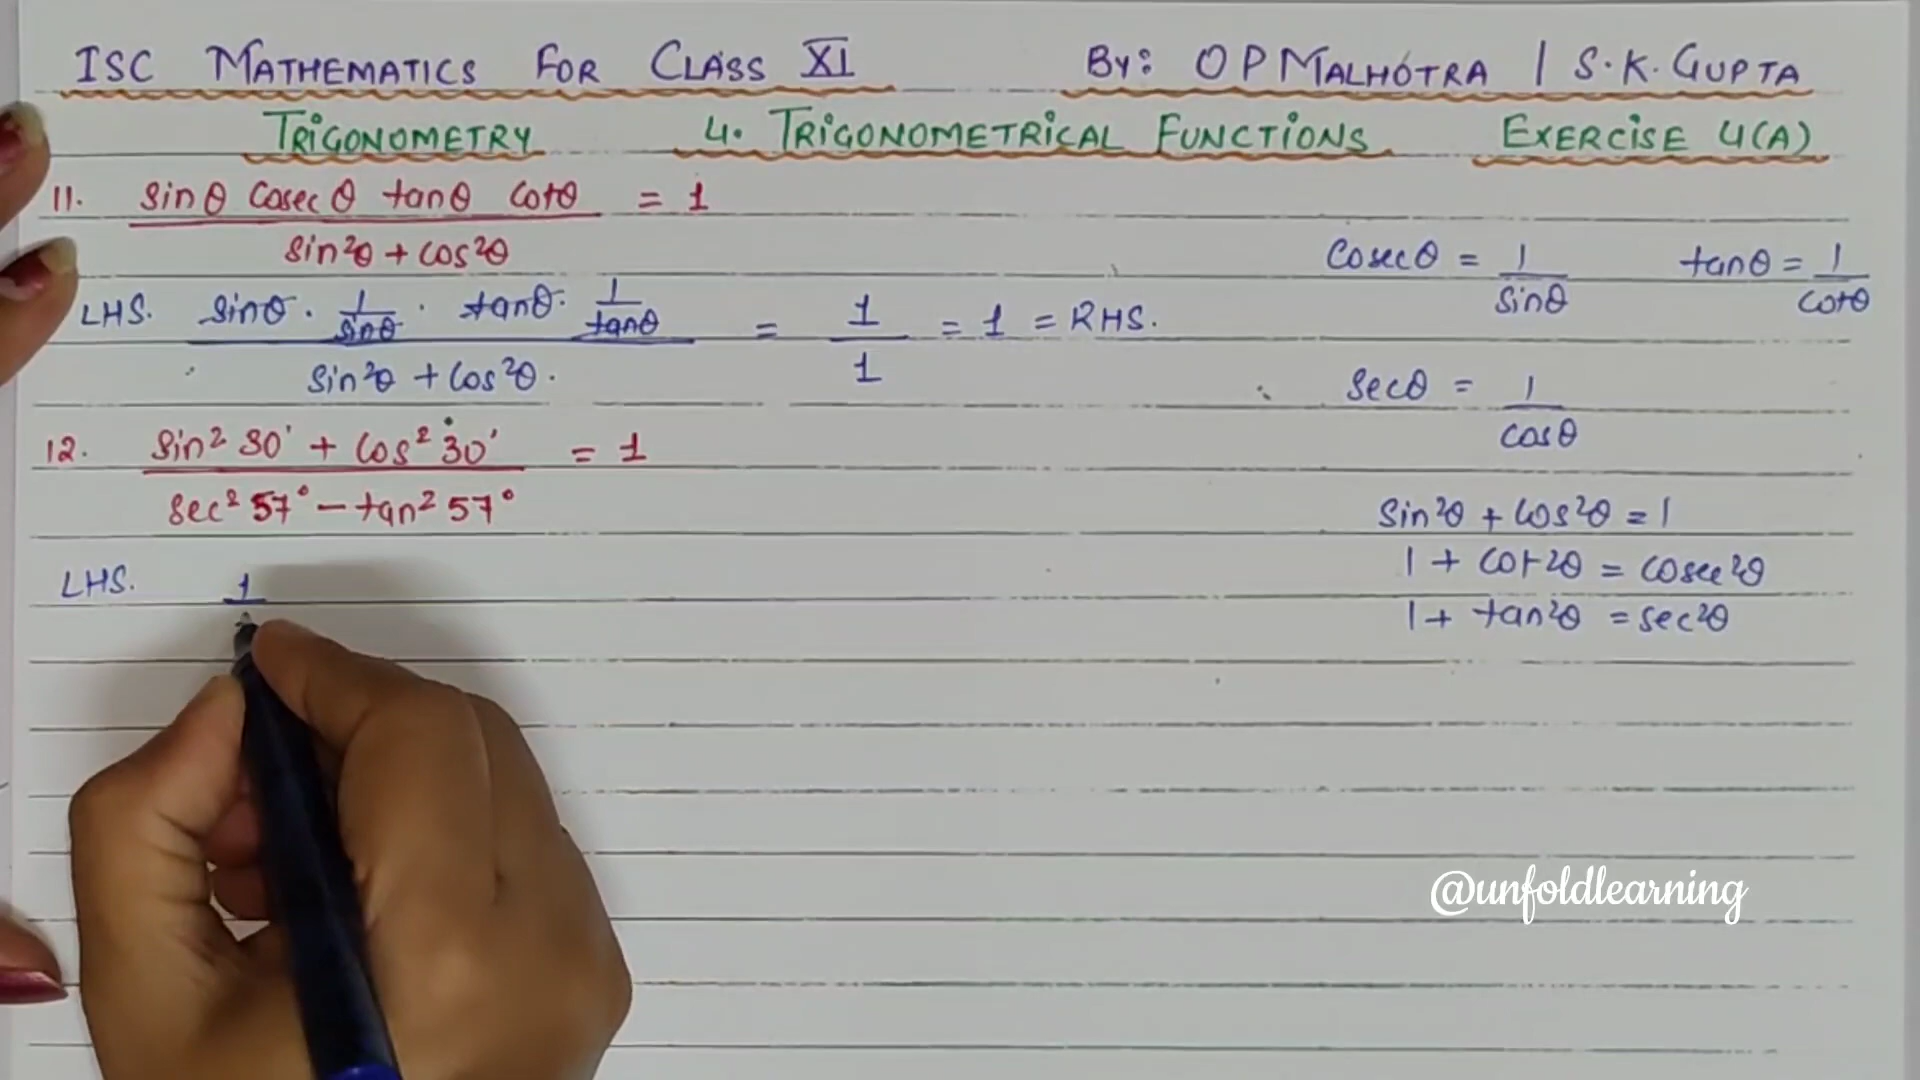 ISC MATHEMATICS FOR CLASS XI BY: O P MALHOTRA | S.K. GUPTA
TRIGONOMETRY 4. TRIGONOMETRICAL FUNCTIONS EXERCISE 4(A)
11. sinθ cosecθ tanθ cotθ = 1
sin²θ + cos²θ
LHS. sinθ · 1/sinθ · tanθ · 1/tanθ = 1 = 1 = RHS.
sin²θ + cos²θ. 1
12. sin² 30' + cos² 30' = 1
sec² 57° − tan² 57°
LHS. 1
cosecθ = 1/sinθ tanθ = 1/cotθ
secθ = 1/cosθ
sin²θ + cos²θ = 1
1 + cot²θ = cosec²θ
1 + tan²θ = sec²θ
@unfoldlearning